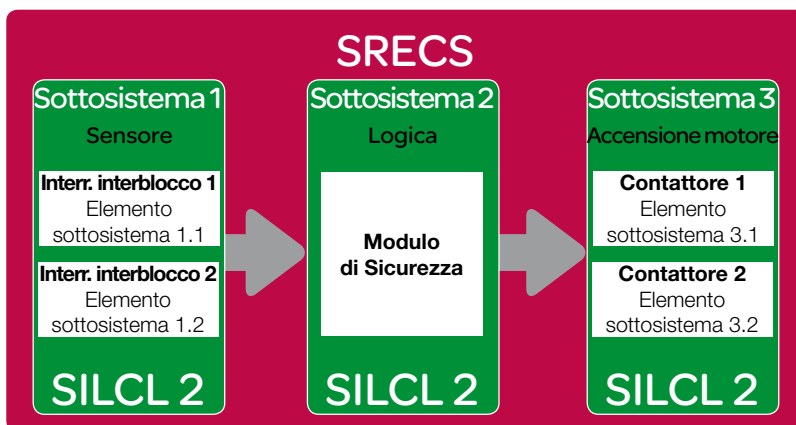 SRECS
Sottosistema 1
Sensore
Interr. interblocco 1
Elemento
sottosistema 1.1
Interr. interblocco 2
Elemento
sottosistema 1.2
SILCL 2
Sottosistema 2
Logica
Modulo
di Sicurezza
SILCL 2
Sottosistema 3
Accensione motore
Contattore 1
Elemento
sottosistema 3.1
Contattore 2
Elemento
sottosistema 3.2
SILCL 2